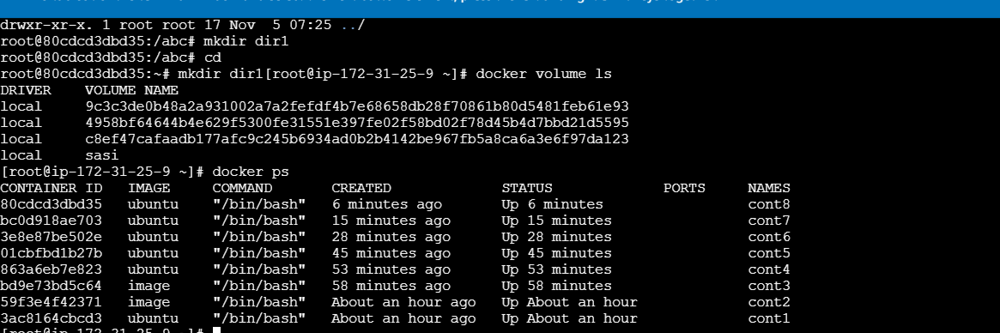 drwxr-xr-x. 1 root root 17 Nov  5 07:25 ../
root@80cdcd3dbd35:/abc# mkdir dir1
root@80cdcd3dbd35:/abc# cd
root@80cdcd3dbd35:~# mkdir dir1[root@ip-172-31-25-9 ~]# docker volume ls
DRIVER    VOLUME NAME
local     9c3c3de0b48a2a931002a7a2fefdf4b7e68658db28f70861b80d5481feb61e93
local     4958bf64644b4e629f5300fe31551e397fe02f58bd02f78d45b4d7bbd21d5595
local     c8ef47cafaadb177afc9c245b6934ad0b2b4142be967fb5a8ca6a3e6f97da123
local     sasi
[root@ip-172-31-25-9 ~]# docker ps
CONTAINER ID   IMAGE     COMMAND       CREATED             STATUS             PORTS     NAMES
80cdcd3dbd35   ubuntu    "/bin/bash"   6 minutes ago       Up 6 minutes                 cont8
bc0d918ae703   ubuntu    "/bin/bash"   15 minutes ago      Up 15 minutes                cont7
3e8e87be502e   ubuntu    "/bin/bash"   28 minutes ago      Up 28 minutes                cont6
01cbfbd1b27b   ubuntu    "/bin/bash"   45 minutes ago      Up 45 minutes                cont5
863a6eb7e823   ubuntu    "/bin/bash"   53 minutes ago      Up 53 minutes                cont4
bd9e73bd5c64   image     "/bin/bash"   58 minutes ago      Up 58 minutes                cont3
59f3e4f42371   image     "/bin/bash"   About an hour ago   Up About an hour             cont2
3ac8164cbcd3   ubuntu    "/bin/bash"   About an hour ago   Up About an hour             cont1
[root@ip-172-31-25-9 ~]#